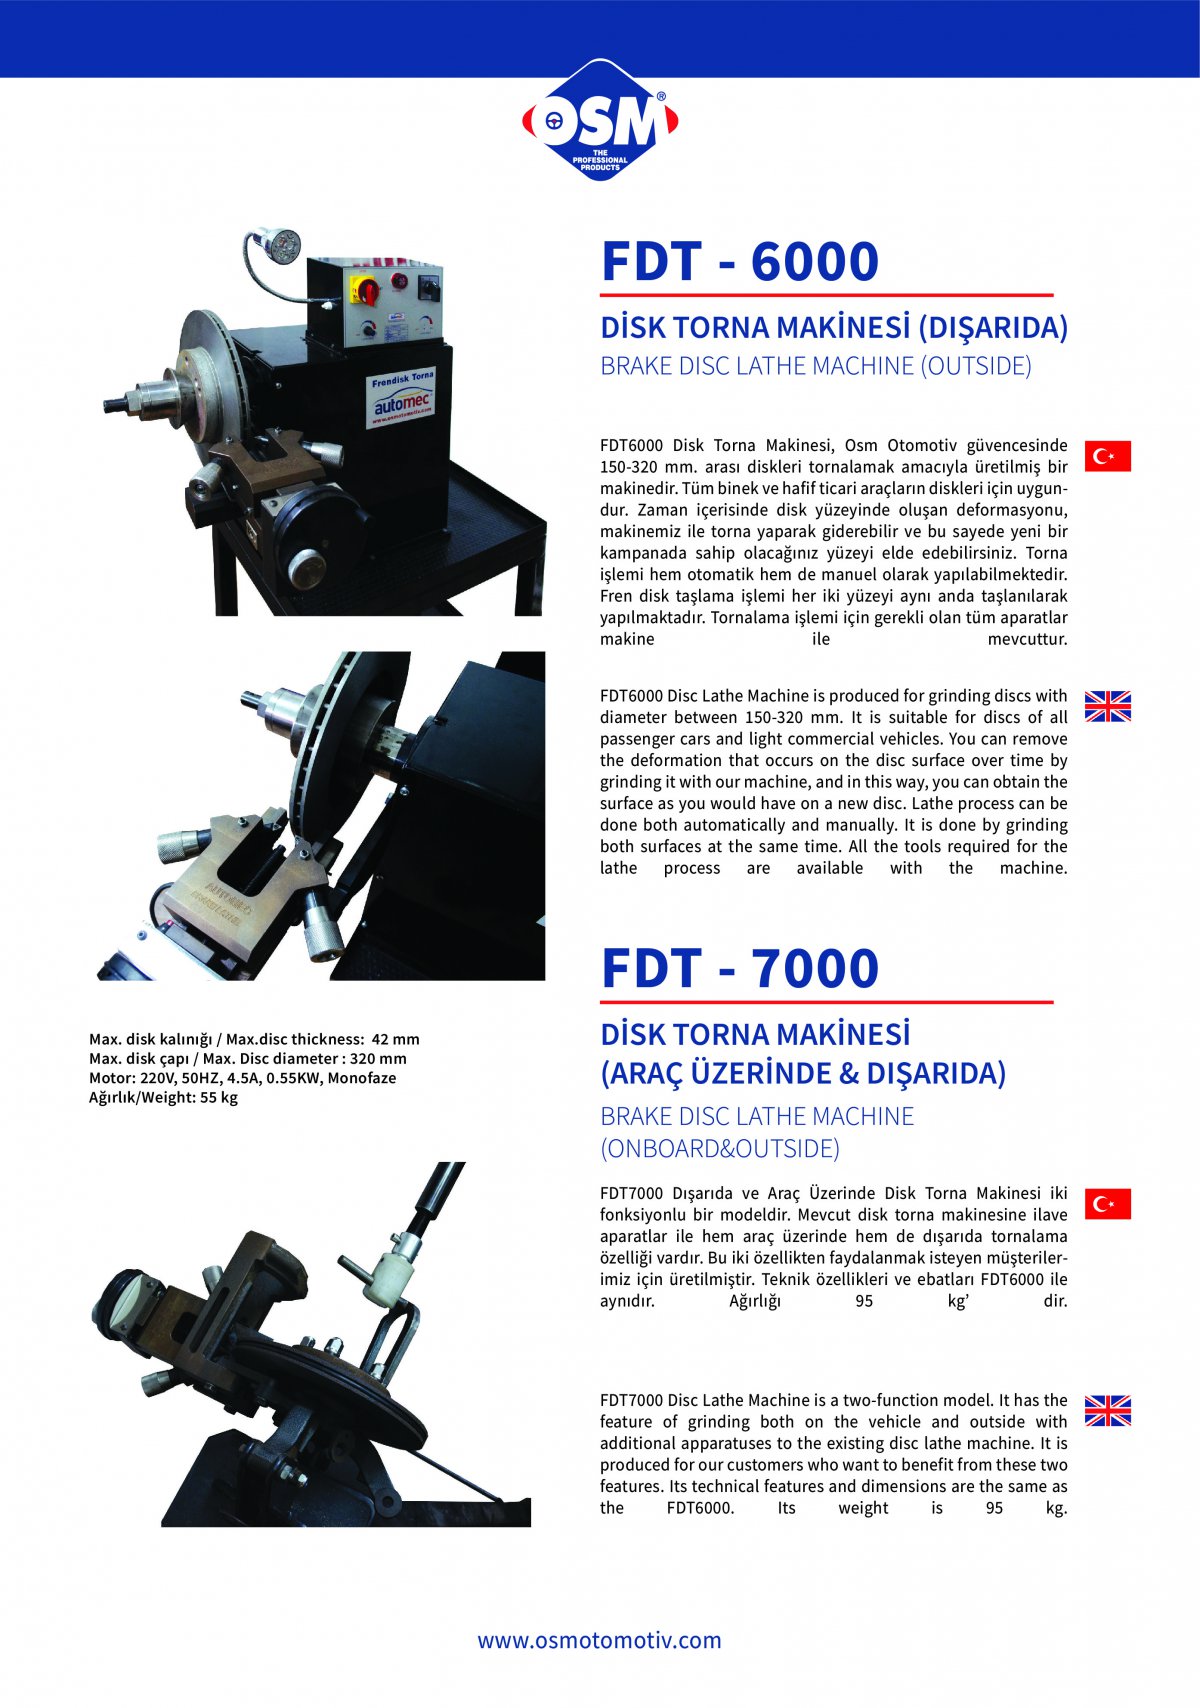 OSM®
THE
PROFESSIONAL
PRODUCTS
FDT - 6000
DİSK TORNA MAKİNESİ (DIŞARIDA)
BRAKE DISC LATHE MACHINE (OUTSIDE)
Frendisk Torna
automec
www.osmotomotiv.com
FDT6000 Disk Torna Makinesi, Osm Otomotiv güvencesinde
150-320 mm. arası diskleri tornalamak amacıyla üretilmiş bir
makinedir. Tüm binek ve hafif ticari araçların diskleri için uygun-
dur. Zaman içerisinde disk yüzeyinde oluşan deformasyonu,
makinemiz ile torna yaparak giderebilir ve bu sayede yeni bir
kampanada sahip olacağınız yüzeyi elde edebilirsiniz. Torna
işlemi hem otomatik hem de manuel olarak yapılabilmektedir.
Fren disk taşlama işlemi her iki yüzeyi aynı anda taşlanılarak
yapılmaktadır. Tornalama işlemi için gerekli olan tüm aparatlar
makine ile mevcuttur.
FDT6000 Disc Lathe Machine is produced for grinding discs with
diameter between 150-320 mm. It is suitable for discs of all
passenger cars and light commercial vehicles. You can remove
the deformation that occurs on the disc surface over time by
grinding it with our machine, and in this way, you can obtain the
surface as you would have on a new disc. Lathe process can be
done both automatically and manually. It is done by grinding
both surfaces at the same time. All the tools required for the
lathe process are available with the machine.
AUTOMEC
Max. disk kalınığı / Max.disc thickness: 42 mm
Max. disk çapı / Max. Disc diameter : 320 mm
Motor: 220V, 50HZ, 4.5A, 0.55KW, Monofaze
Ağırlık/Weight: 55 kg
FDT - 7000
DİSK TORNA MAKİNESİ
(ARAÇ ÜZERİNDE & DIŞARIDA)
BRAKE DISC LATHE MACHINE
(ONBOARD&OUTSIDE)
FDT7000 Dışarıda ve Araç Üzerinde Disk Torna Makinesi iki
fonksiyonlu bir modeldir. Mevcut disk torna makinesine ilave
aparatlar ile hem araç üzerinde hem de dışarıda tornalama
özelliği vardır. Bu iki özellikten faydalanmak isteyen müşteriler-
imiz için üretilmiştir. Teknik özellikleri ve ebatları FDT6000 ile
aynıdır. Ağırlığı 95 kg’ dir.
FDT7000 Disc Lathe Machine is a two-function model. It has the
feature of grinding both on the vehicle and outside with
additional apparatuses to the existing disc lathe machine. It is
produced for our customers who want to benefit from these two
features. Its technical features and dimensions are the same as
the FDT6000. Its weight is 95 kg.
www.osmotomotiv.com